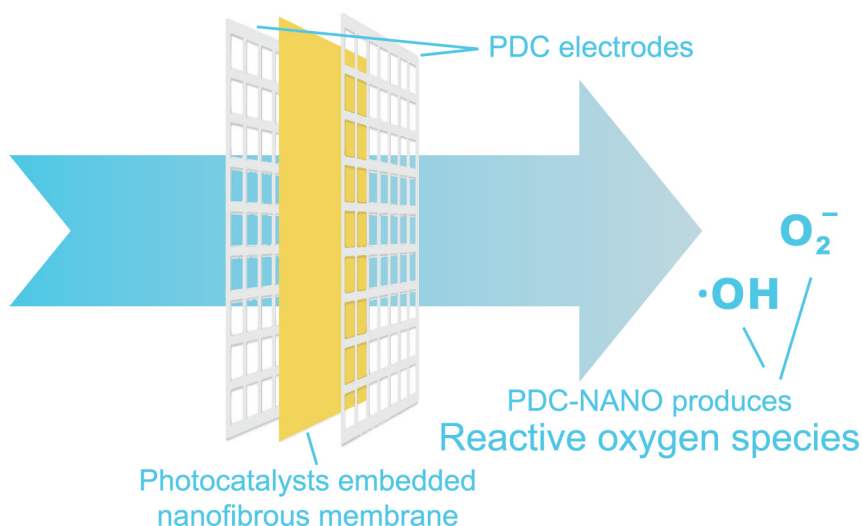 PDC electrodes
O₂⁻
·OH
PDC-NANO produces
Reactive oxygen species
Photocatalysts embedded
nanofibrous membrane